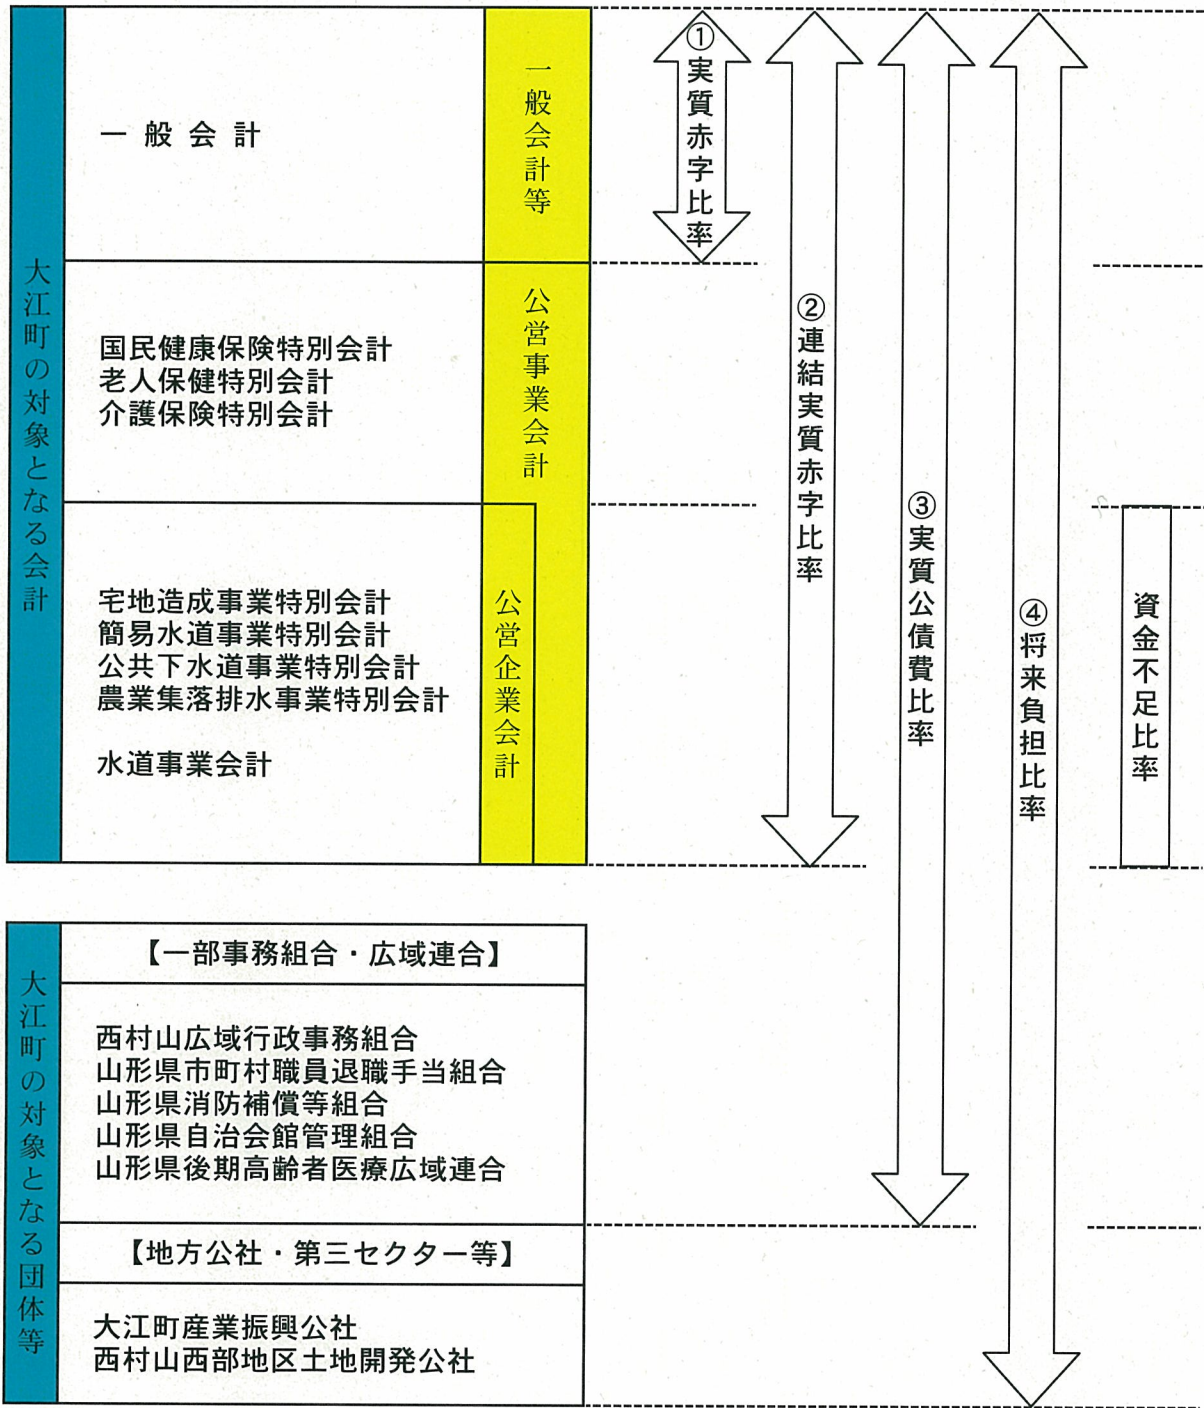 大江町の対象となる会計
一般会計
一般会計等
国民健康保険特別会計
老人保健特別会計
介護保険特別会計
公営事業会計
宅地造成事業特別会計
簡易水道事業特別会計
公共下水道事業特別会計
農業集落排水事業特別会計
水道事業会計
公営企業会計
①実質赤字比率
②連結実質赤字比率
③実質公債費比率
④将来負担比率
資金不足比率
大江町の対象となる団体等
【一部事務組合・広域連合】
西村山広域行政事務組合
山形県市町村職員退職手当組合
山形県消防補償等組合
山形県自治会館管理組合
山形県後期高齢者医療広域連合
【地方公社・第三セクター等】
大江町産業振興公社
西村山西部地区土地開発公社